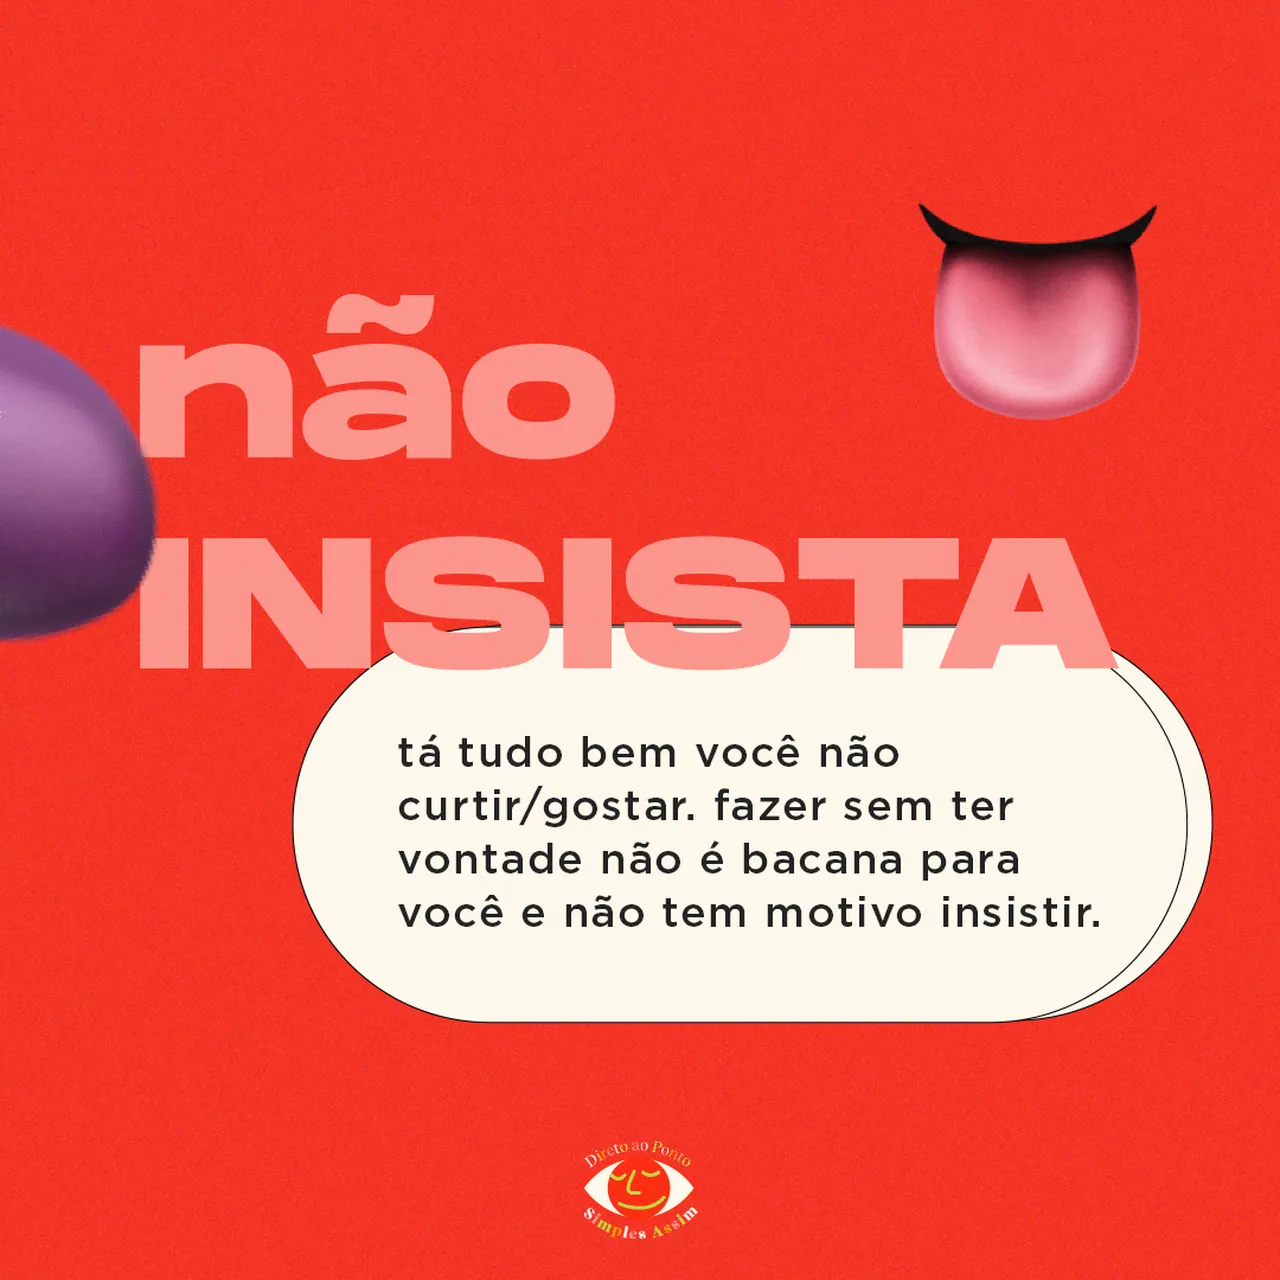 não
INSISTA
tá tudo bem você não
curtir/gostar. fazer sem ter
vontade não é bacana para
você e não tem motivo insistir.
Direto ao Ponto
Simples Assim